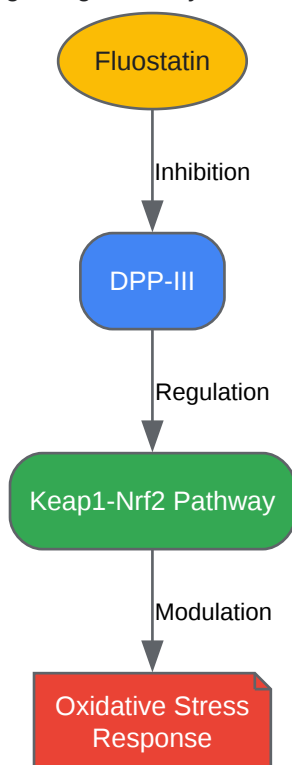 Fluostatin
Inhibition
DPP-III
Regulation
Keap1-Nrf2 Pathway
Modulation
Oxidative Stress
Response